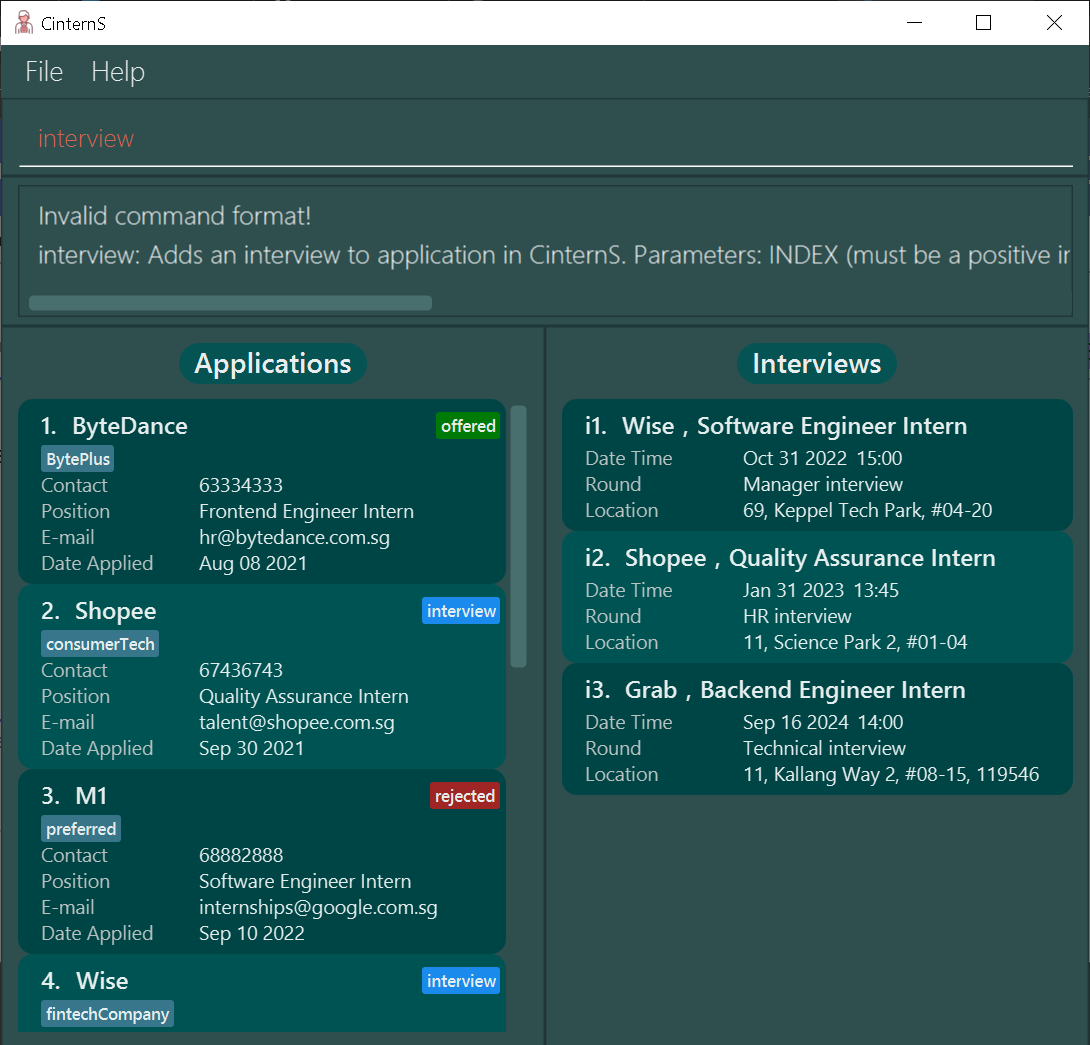 CinternS
File Help
interview
Invalid command format!
interview: Adds an interview to application in CinternS. Parameters: INDEX (must be a positive
Applications
1. ByteDance offered
BytePlus
Contact 63334333
Position Frontend Engineer Intern
E-mail hr@bytedance.com.sg
Date Applied Aug 08 2021
2. Shopee interview
consumerTech
Contact 67436743
Position Quality Assurance Intern
E-mail talent@shopee.com.sg
Date Applied Sep 30 2021
3. M1 rejected
preferred
Contact 68882888
Position Software Engineer Intern
E-mail internships@google.com.sg
Date Applied Sep 10 2022
4. Wise interview
fintechCompany
Interviews
i1. Wise , Software Engineer Intern
Date Time Oct 31 2022 15:00
Round Manager interview
Location 69, Keppel Tech Park, #04-20
i2. Shopee , Quality Assurance Intern
Date Time Jan 31 2023 13:45
Round HR interview
Location 11, Science Park 2, #01-04
i3. Grab , Backend Engineer Intern
Date Time Sep 16 2024 14:00
Round Technical interview
Location 11, Kallang Way 2, #08-15, 119546